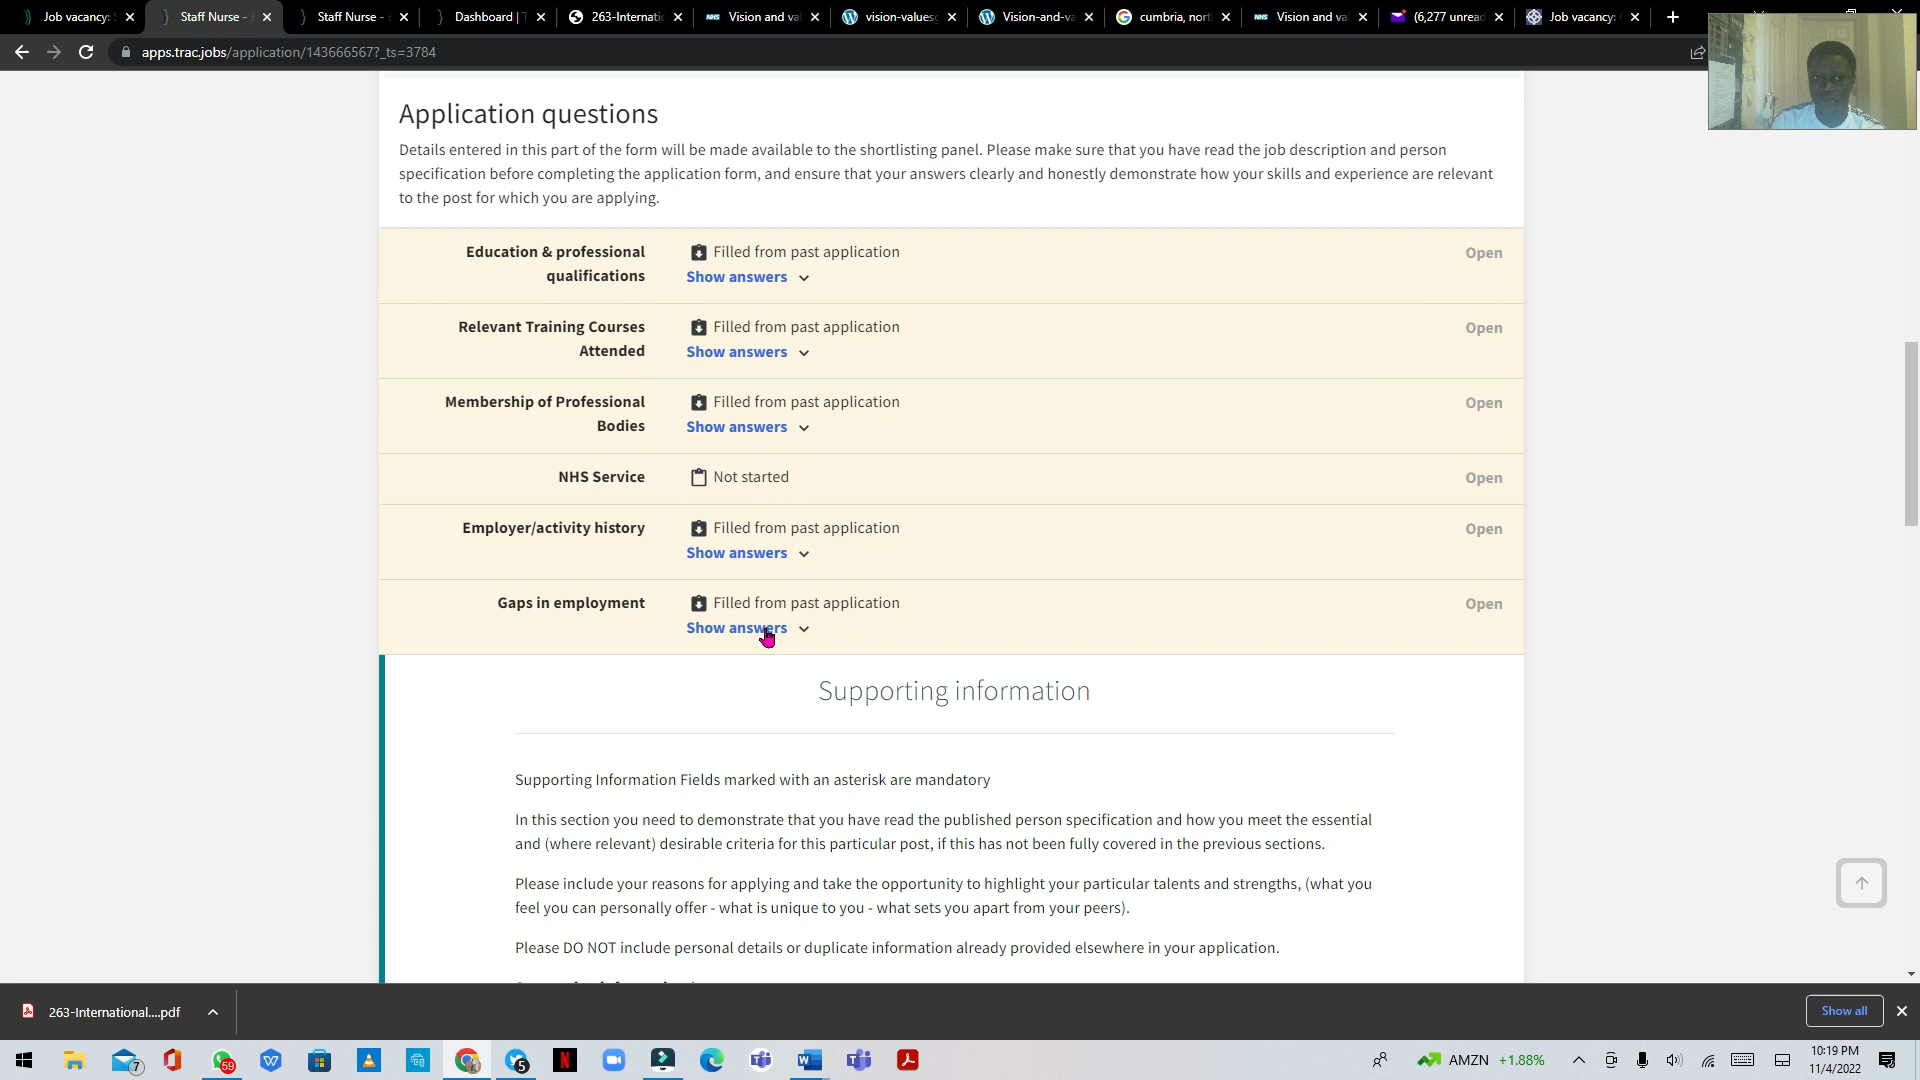 Job vacancy: S
Staff Nurse -
Staff Nurse -
Dashboard | T
263-Internatio
Vision and val
vision-values
Vision-and-va
cumbria, nort
Vision and val
(6,277 unread
Job vacancy:
apps.trac.jobs/application/143666567?_ts=3784
Application questions
Details entered in this part of the form will be made available to the shortlisting panel. Please make sure that you have read the job description and person
specification before completing the application form, and ensure that your answers clearly and honestly demonstrate how your skills and experience are relevant
to the post for which you are applying.
Education & professional
qualifications
Filled from past application
Show answers
Open
Relevant Training Courses
Attended
Filled from past application
Show answers
Open
Membership of Professional
Bodies
Filled from past application
Show answers
Open
NHS Service
Not started
Open
Employer/activity history
Filled from past application
Show answers
Open
Gaps in employment
Filled from past application
Show answers
Open
Supporting information
Supporting Information Fields marked with an asterisk are mandatory
In this section you need to demonstrate that you have read the published person specification and how you meet the essential
and (where relevant) desirable criteria for this particular post, if this has not been fully covered in the previous sections.
Please include your reasons for applying and take the opportunity to highlight your particular talents and strengths, (what you
feel you can personally offer - what is unique to you - what sets you apart from your peers).
Please DO NOT include personal details or duplicate information already provided elsewhere in your application.
263-International....pdf
Show all
7
59
5
AMZN +1.88%
10:19 PM
11/4/2022